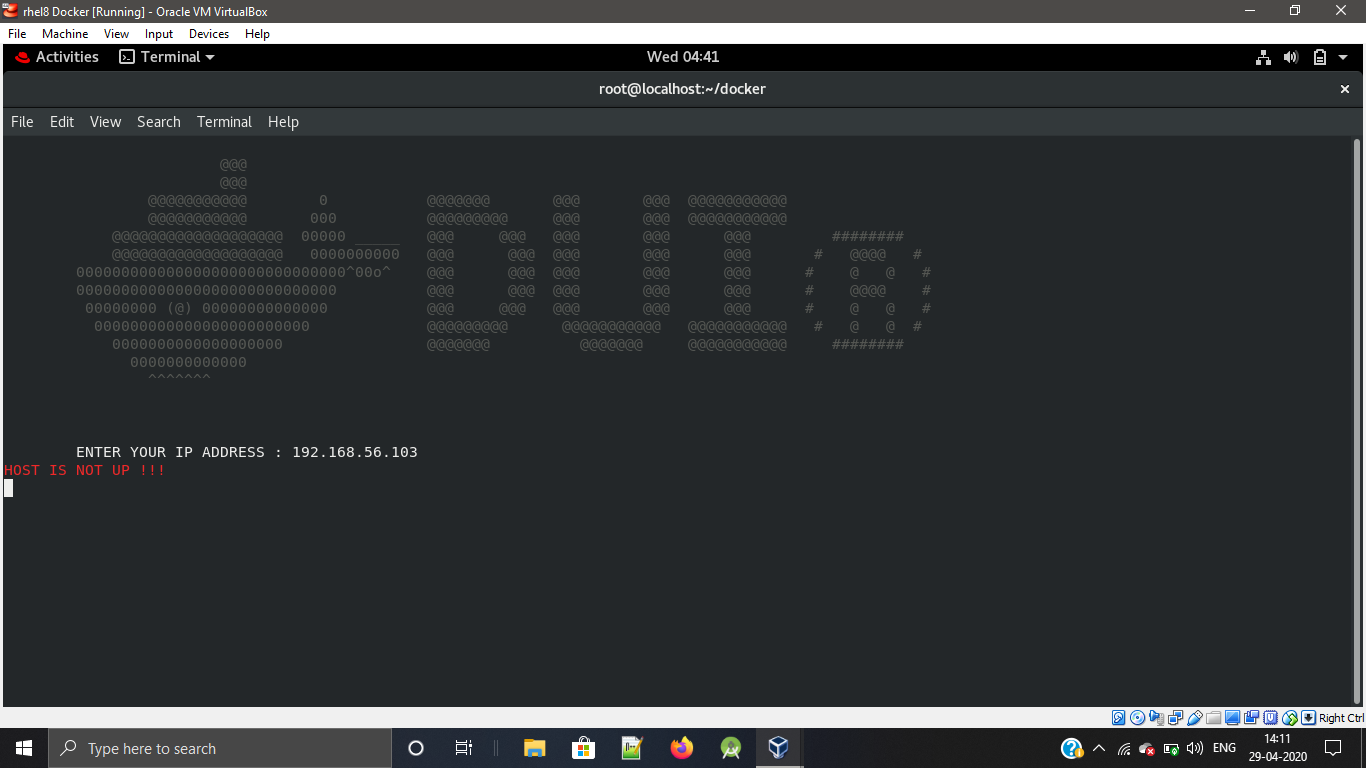 rhel8 Docker [Running] - Oracle VM VirtualBox
File Machine View Input Devices Help
Activities Terminal Wed 04:41
root@localhost:~/docker
File Edit View Search Terminal Help
                        @@@
                        @@@
                @@@@@@@@@@@        0           @@@@@@@       @@@       @@@  @@@@@@@@@@@
                @@@@@@@@@@@       000          @@@@@@@@@     @@@       @@@  @@@@@@@@@@@
            @@@@@@@@@@@@@@@@@@@  00000 _____   @@@     @@@   @@@       @@@      @@@         ########
            @@@@@@@@@@@@@@@@@@@   0000000000   @@@      @@@  @@@       @@@      @@@       #   @@@@   #
        000000000000000000000000000000^00o^    @@@      @@@  @@@       @@@      @@@      #    @   @   #
        00000000000000000000000000000          @@@      @@@  @@@       @@@      @@@      #    @@@@    #
         00000000 (@) 00000000000000           @@@     @@@   @@@       @@@      @@@      #    @   @   #
          000000000000000000000000             @@@@@@@@@      @@@@@@@@@@@   @@@@@@@@@@@   #   @   @  #
            0000000000000000000                @@@@@@@          @@@@@@@     @@@@@@@@@@@     ########
              0000000000000
                ^^^^^^^
ENTER YOUR IP ADDRESS : 192.168.56.103
HOST IS NOT UP !!!
Right Ctrl
Type here to search
ENG
14:11
29-04-2020